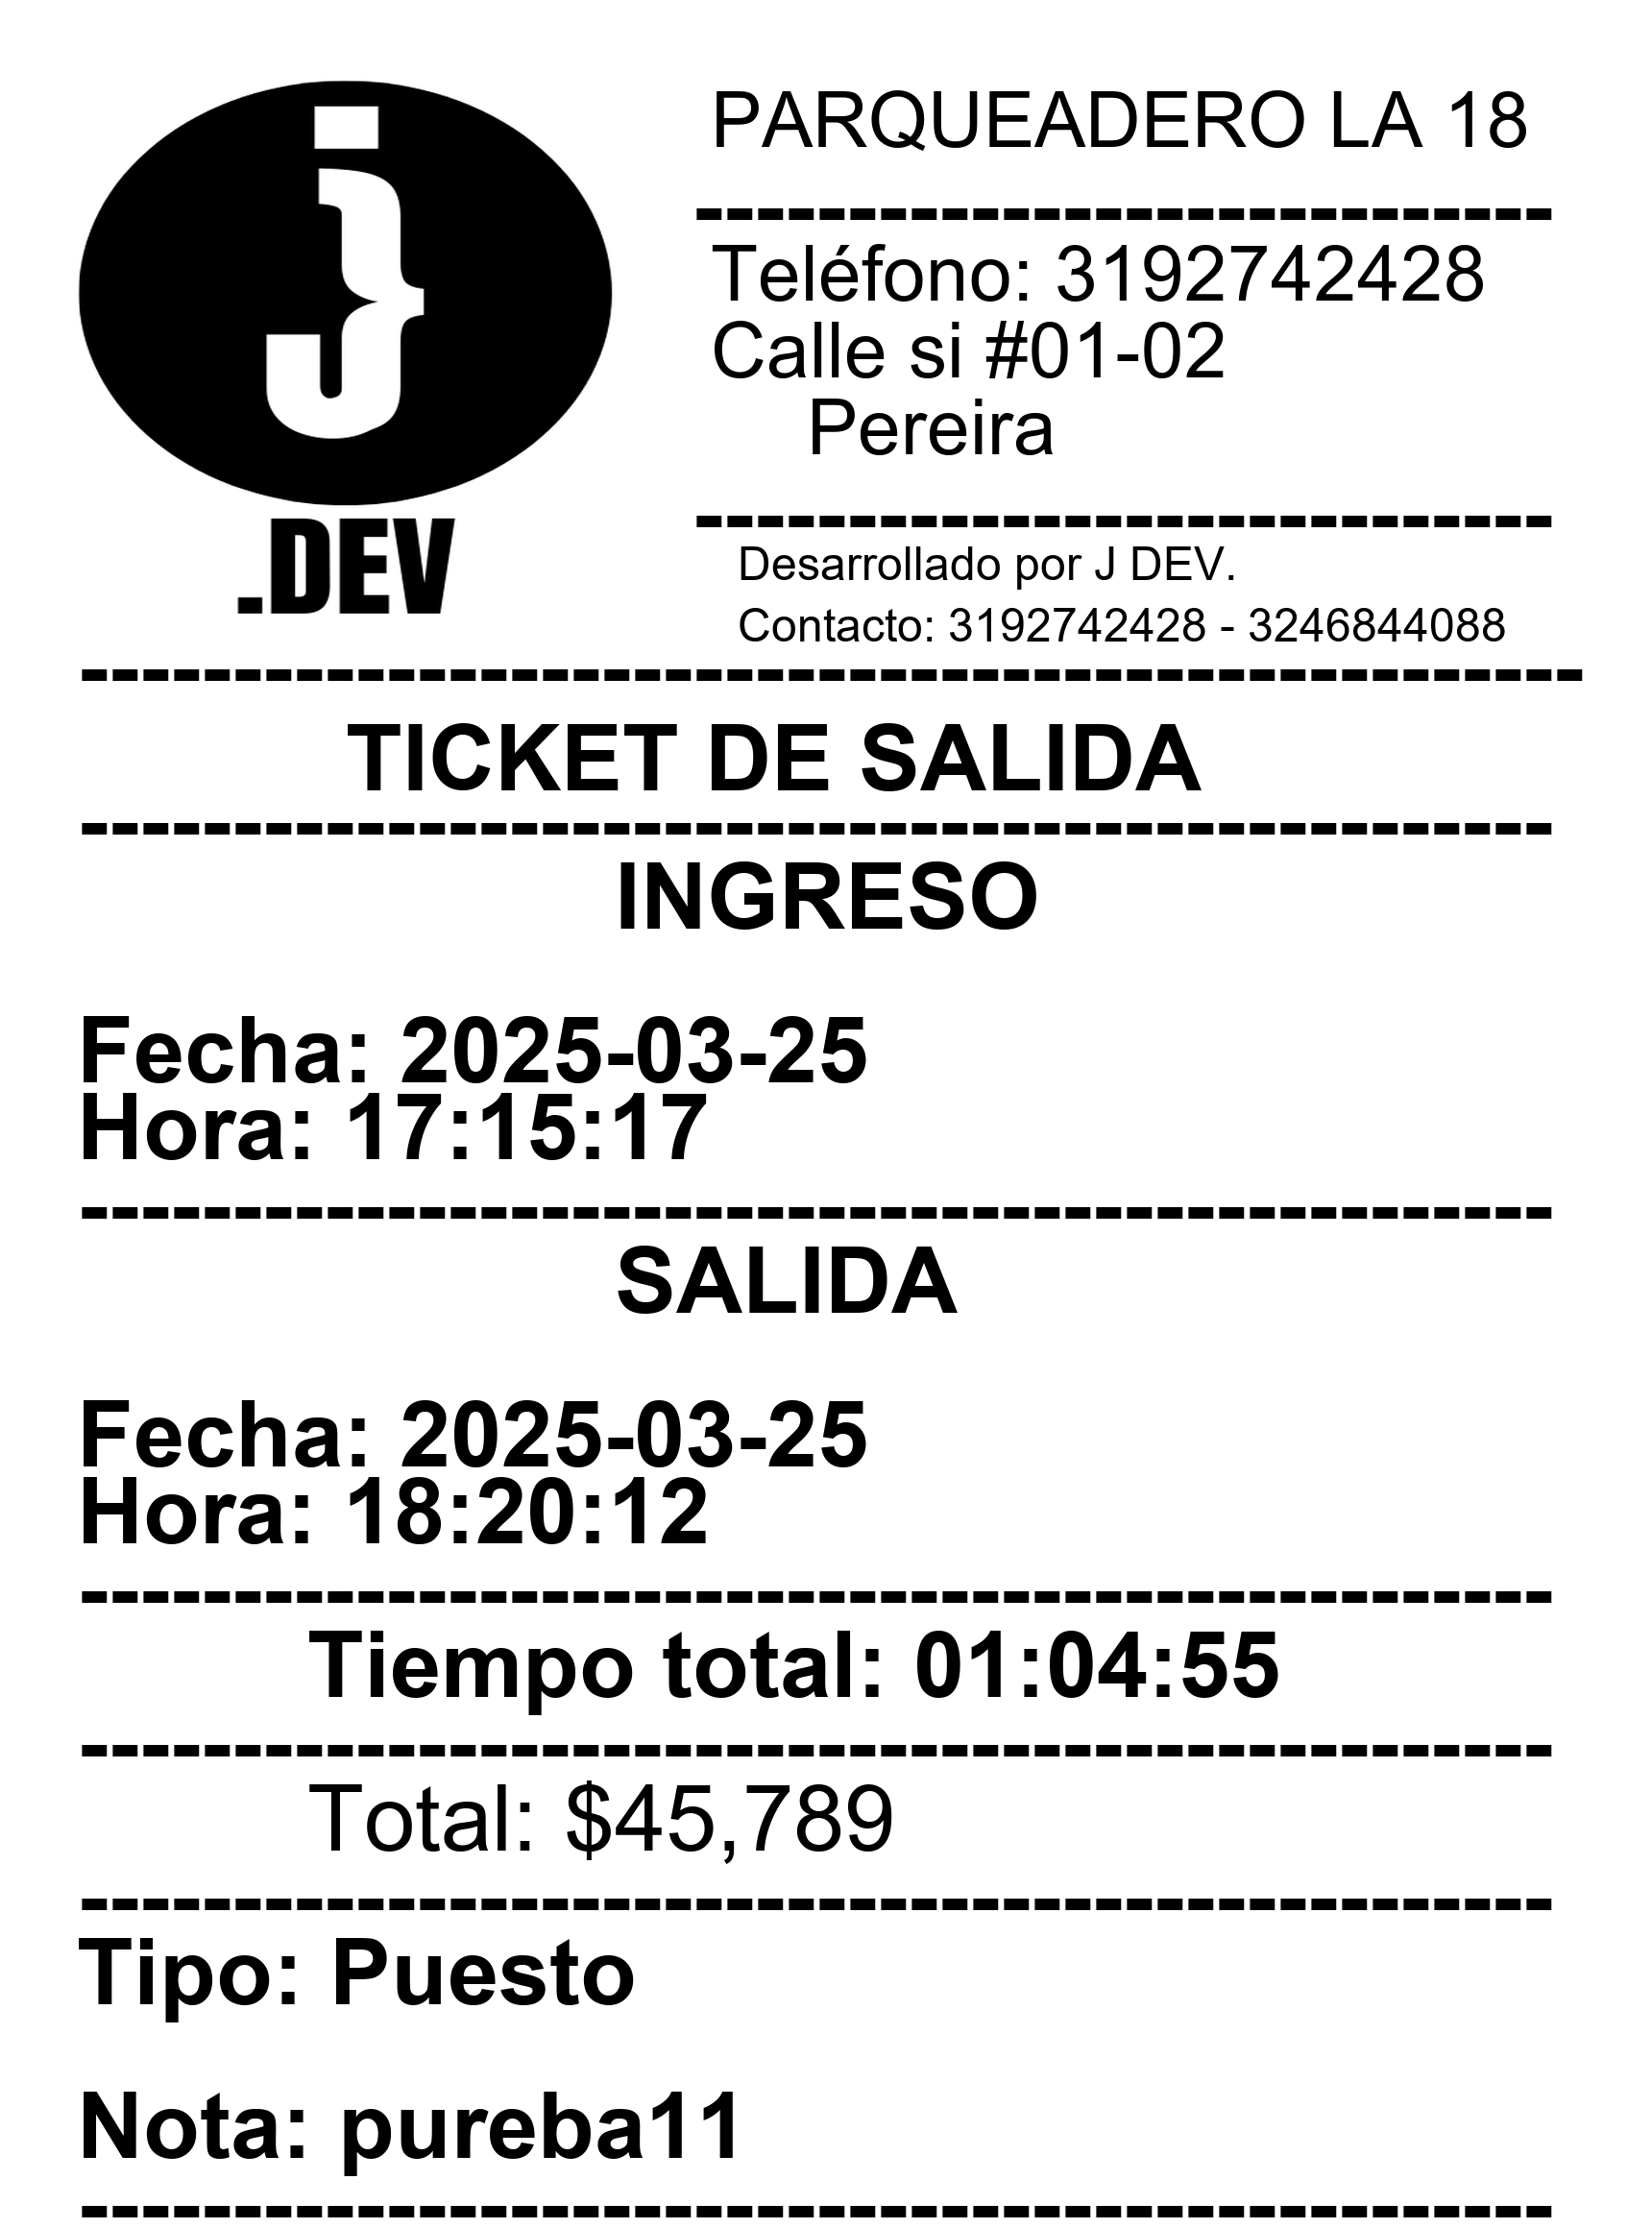 j
.DEV
PARQUEADERO LA 18
---------------------------
Teléfono: 3192742428
Calle si #01-02
Pereira
---------------------------
Desarrollado por J DEV.
Contacto: 3192742428 - 3246844088
-------------------------------------------------
TICKET DE SALIDA
------------------------------------------------
INGRESO
Fecha: 2025-03-25
Hora: 17:15:17
------------------------------------------------
SALIDA
Fecha: 2025-03-25
Hora: 18:20:12
------------------------------------------------
Tiempo total: 01:04:55
------------------------------------------------
Total: $45,789
------------------------------------------------
Tipo: Puesto
Nota: pureba11
------------------------------------------------